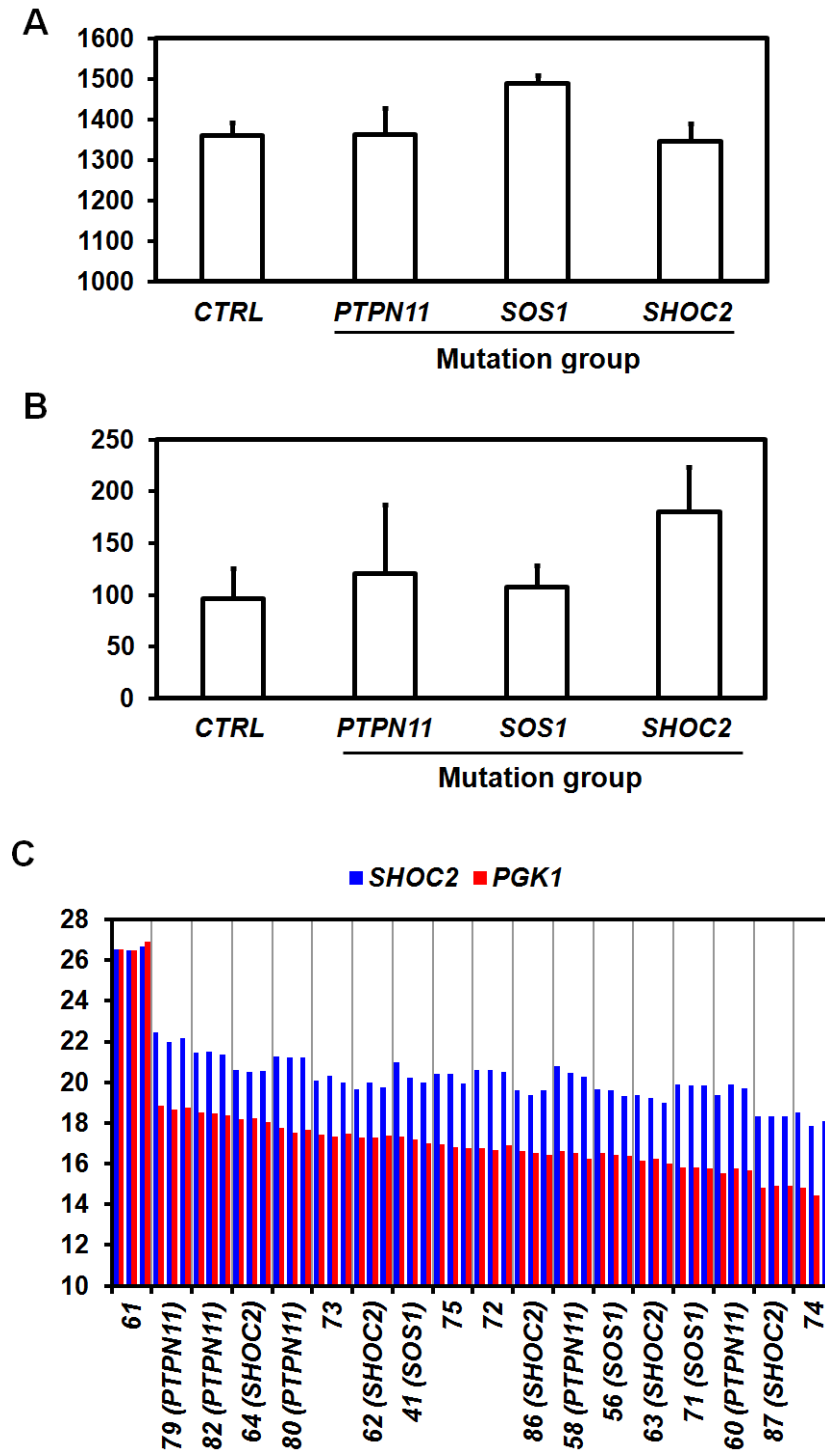 A
1600
1500
1400
1300
1200
1100
1000
CTRL PTPN11 SOS1 SHOC2
Mutation group
B
250
200
150
100
50
0
CTRL PTPN11 SOS1 SHOC2
Mutation group
C
SHOC2 PGK1
28
26
24
22
20
18
16
14
12
10
61
79 (PTPN11)
82 (PTPN11)
64 (SHOC2)
80 (PTPN11)
73
62 (SHOC2)
41 (SOS1)
75
72
86 (SHOC2)
58 (PTPN11)
56 (SOS1)
63 (SHOC2)
71 (SOS1)
60 (PTPN11)
87 (SHOC2)
74